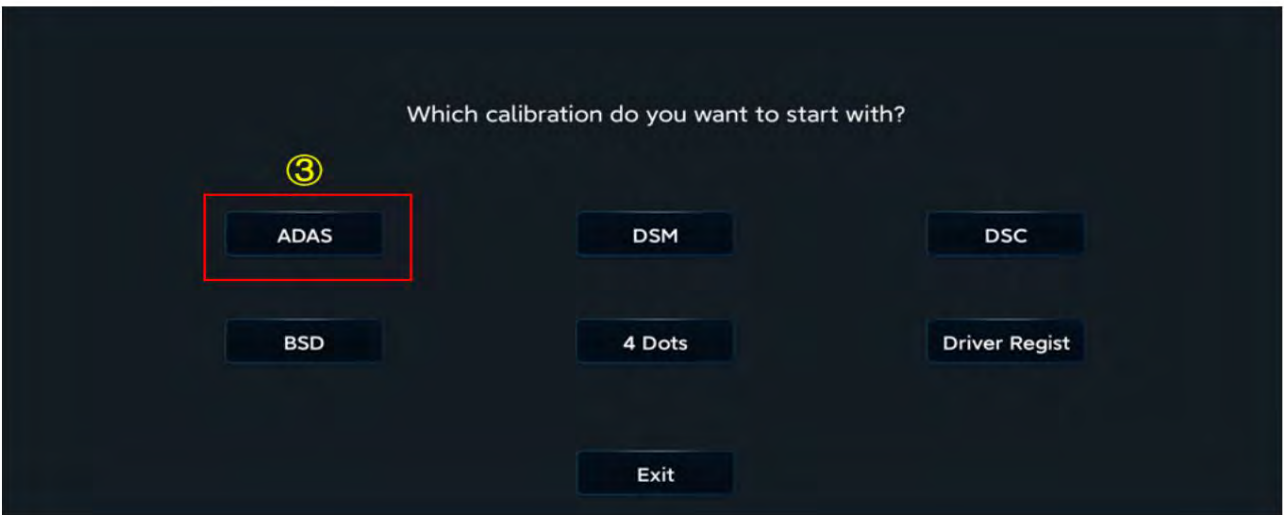 Which calibration do you want to start with?
③
ADAS DSM DSC
BSD 4 Dots Driver Regist
Exit